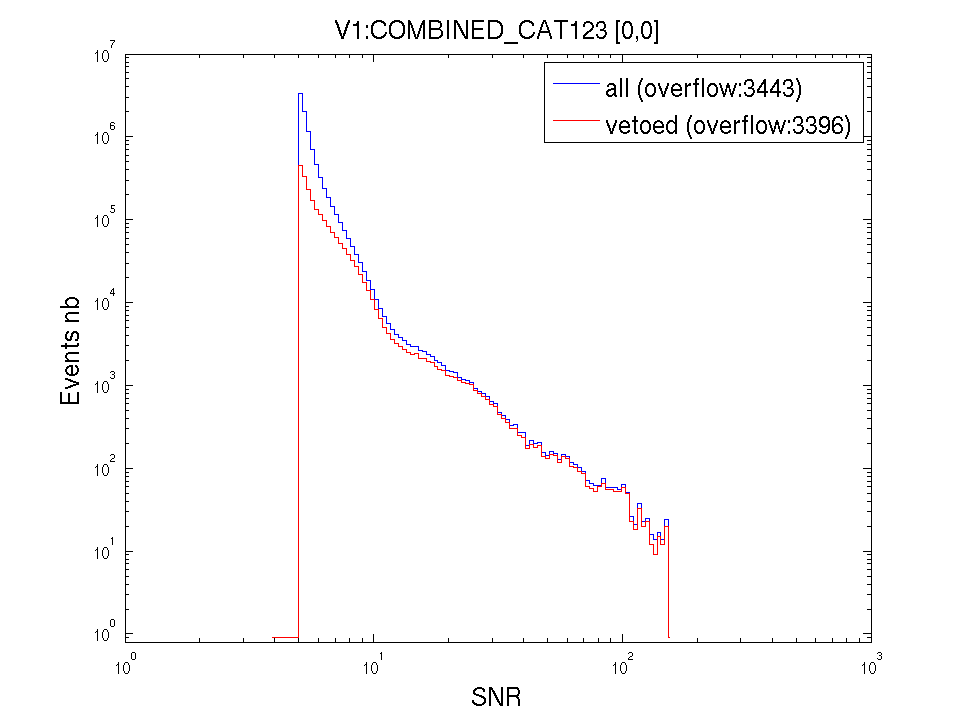 V1:COMBINED_CAT123 [0,0]
all (overflow:3443)
vetoed (overflow:3396)
Events nb
10^7
10^6
10^5
10^4
10^3
10^2
10^1
10^0
10^0 10^1 10^2 10^3
SNR